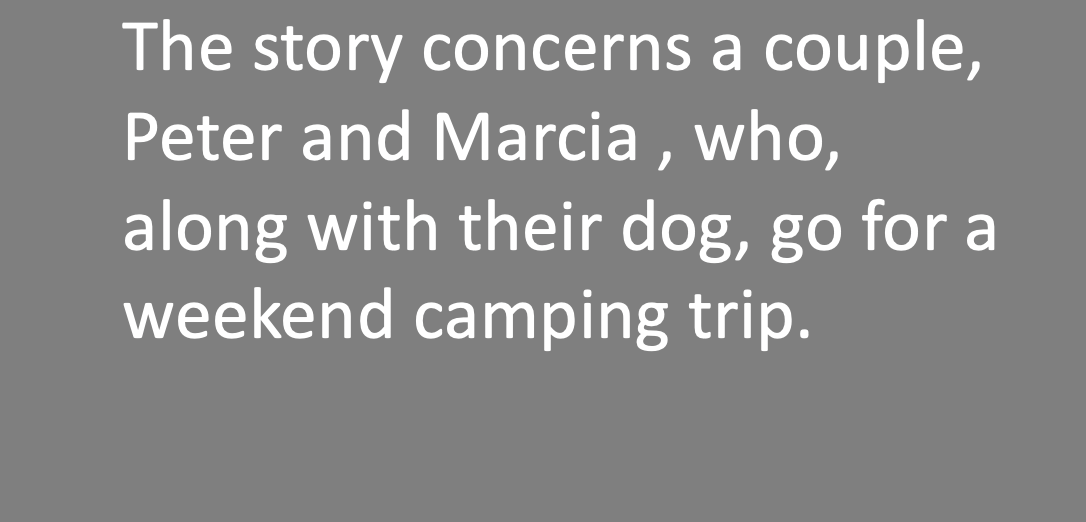 The story concerns a couple,
Peter and Marcia , who,
along with their dog, go for a
weekend camping trip.